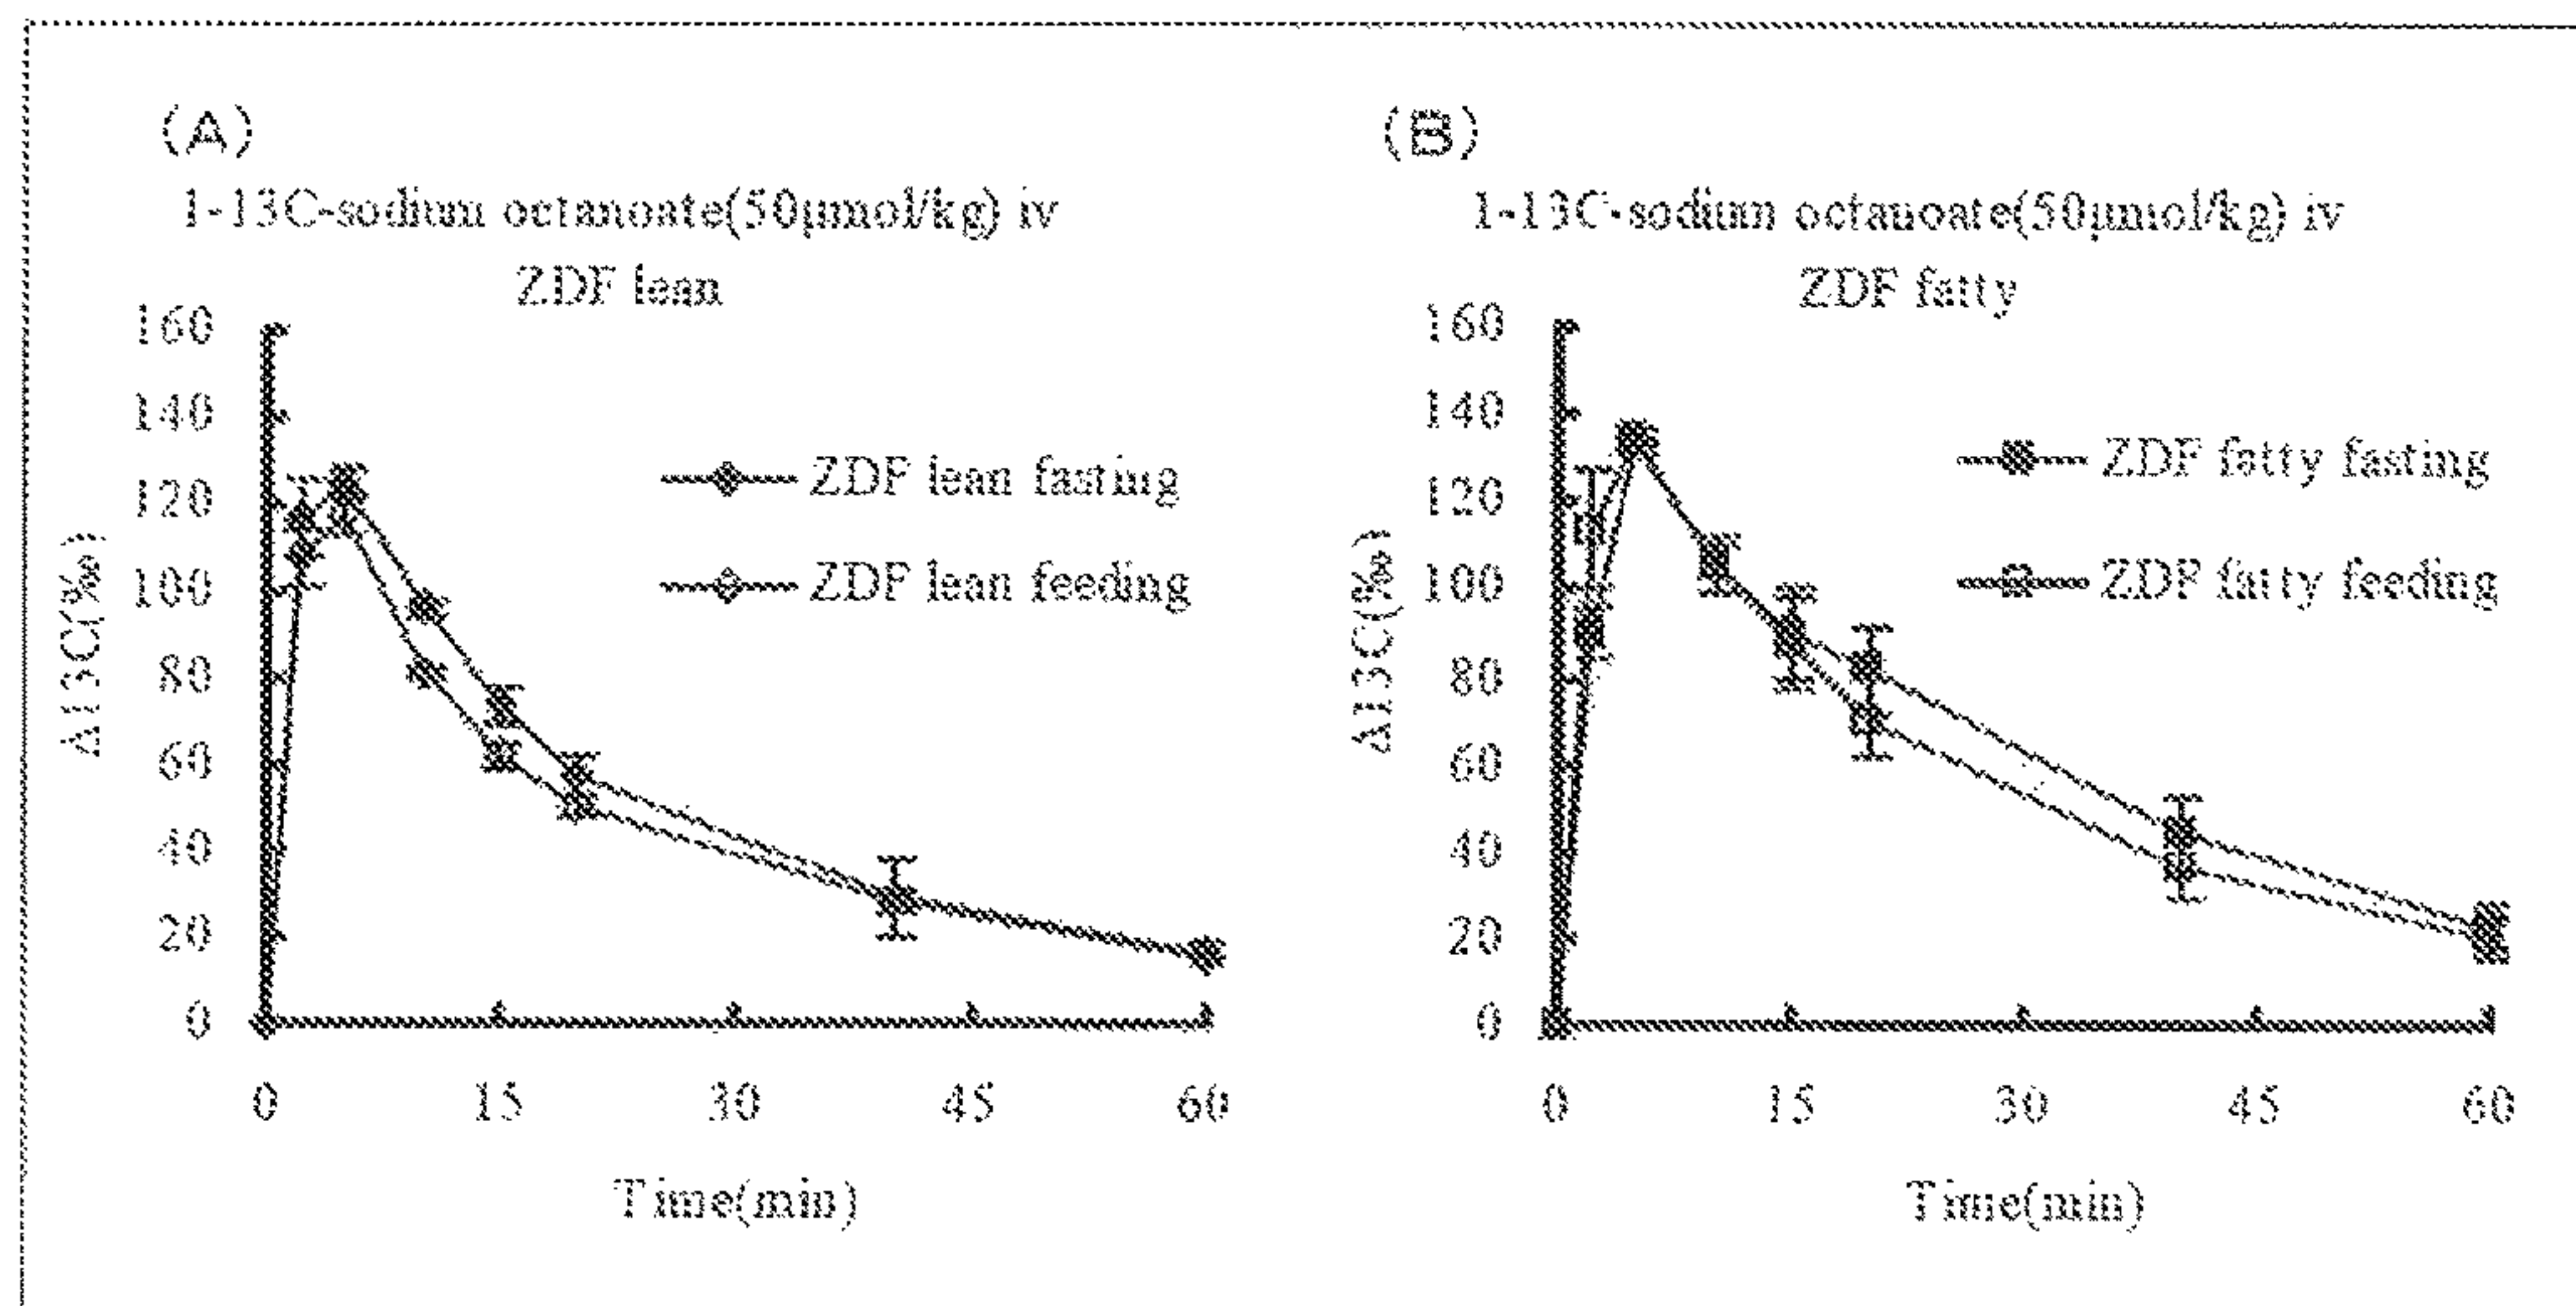 (A)
1-13C-sodium octanoate(50μmol/kg) iv
ZDF lean
160
140
120
100
80
60
40
20
0
Δ13C(‰)
ZDF lean fasting
ZDF lean feeding
0 15 30 45 60
Time(min)
(B)
1-13C-sodium octanoate(50μmol/kg) iv
ZDF fatty
160
140
120
100
80
60
40
20
0
Δ13C(‰)
ZDF fatty fasting
ZDF fatty feeding
0 15 30 45 60
Time(min)